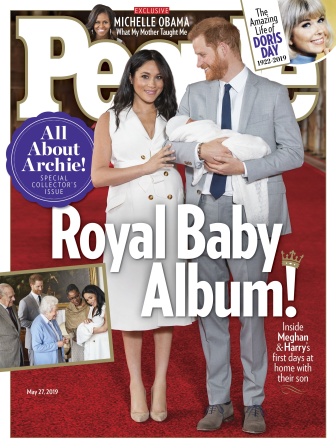 EXCLUSIVE
MICHELLE OBAMA
What My Mother Taught Me
The
Amazing
Life of
DORIS
DAY
1922-2019
People
All
About
Archie!
SPECIAL
COLLECTOR'S
ISSUE
Royal Baby
Album!
Inside
Meghan
& Harry's
first days at
home with
their son
May 27, 2019